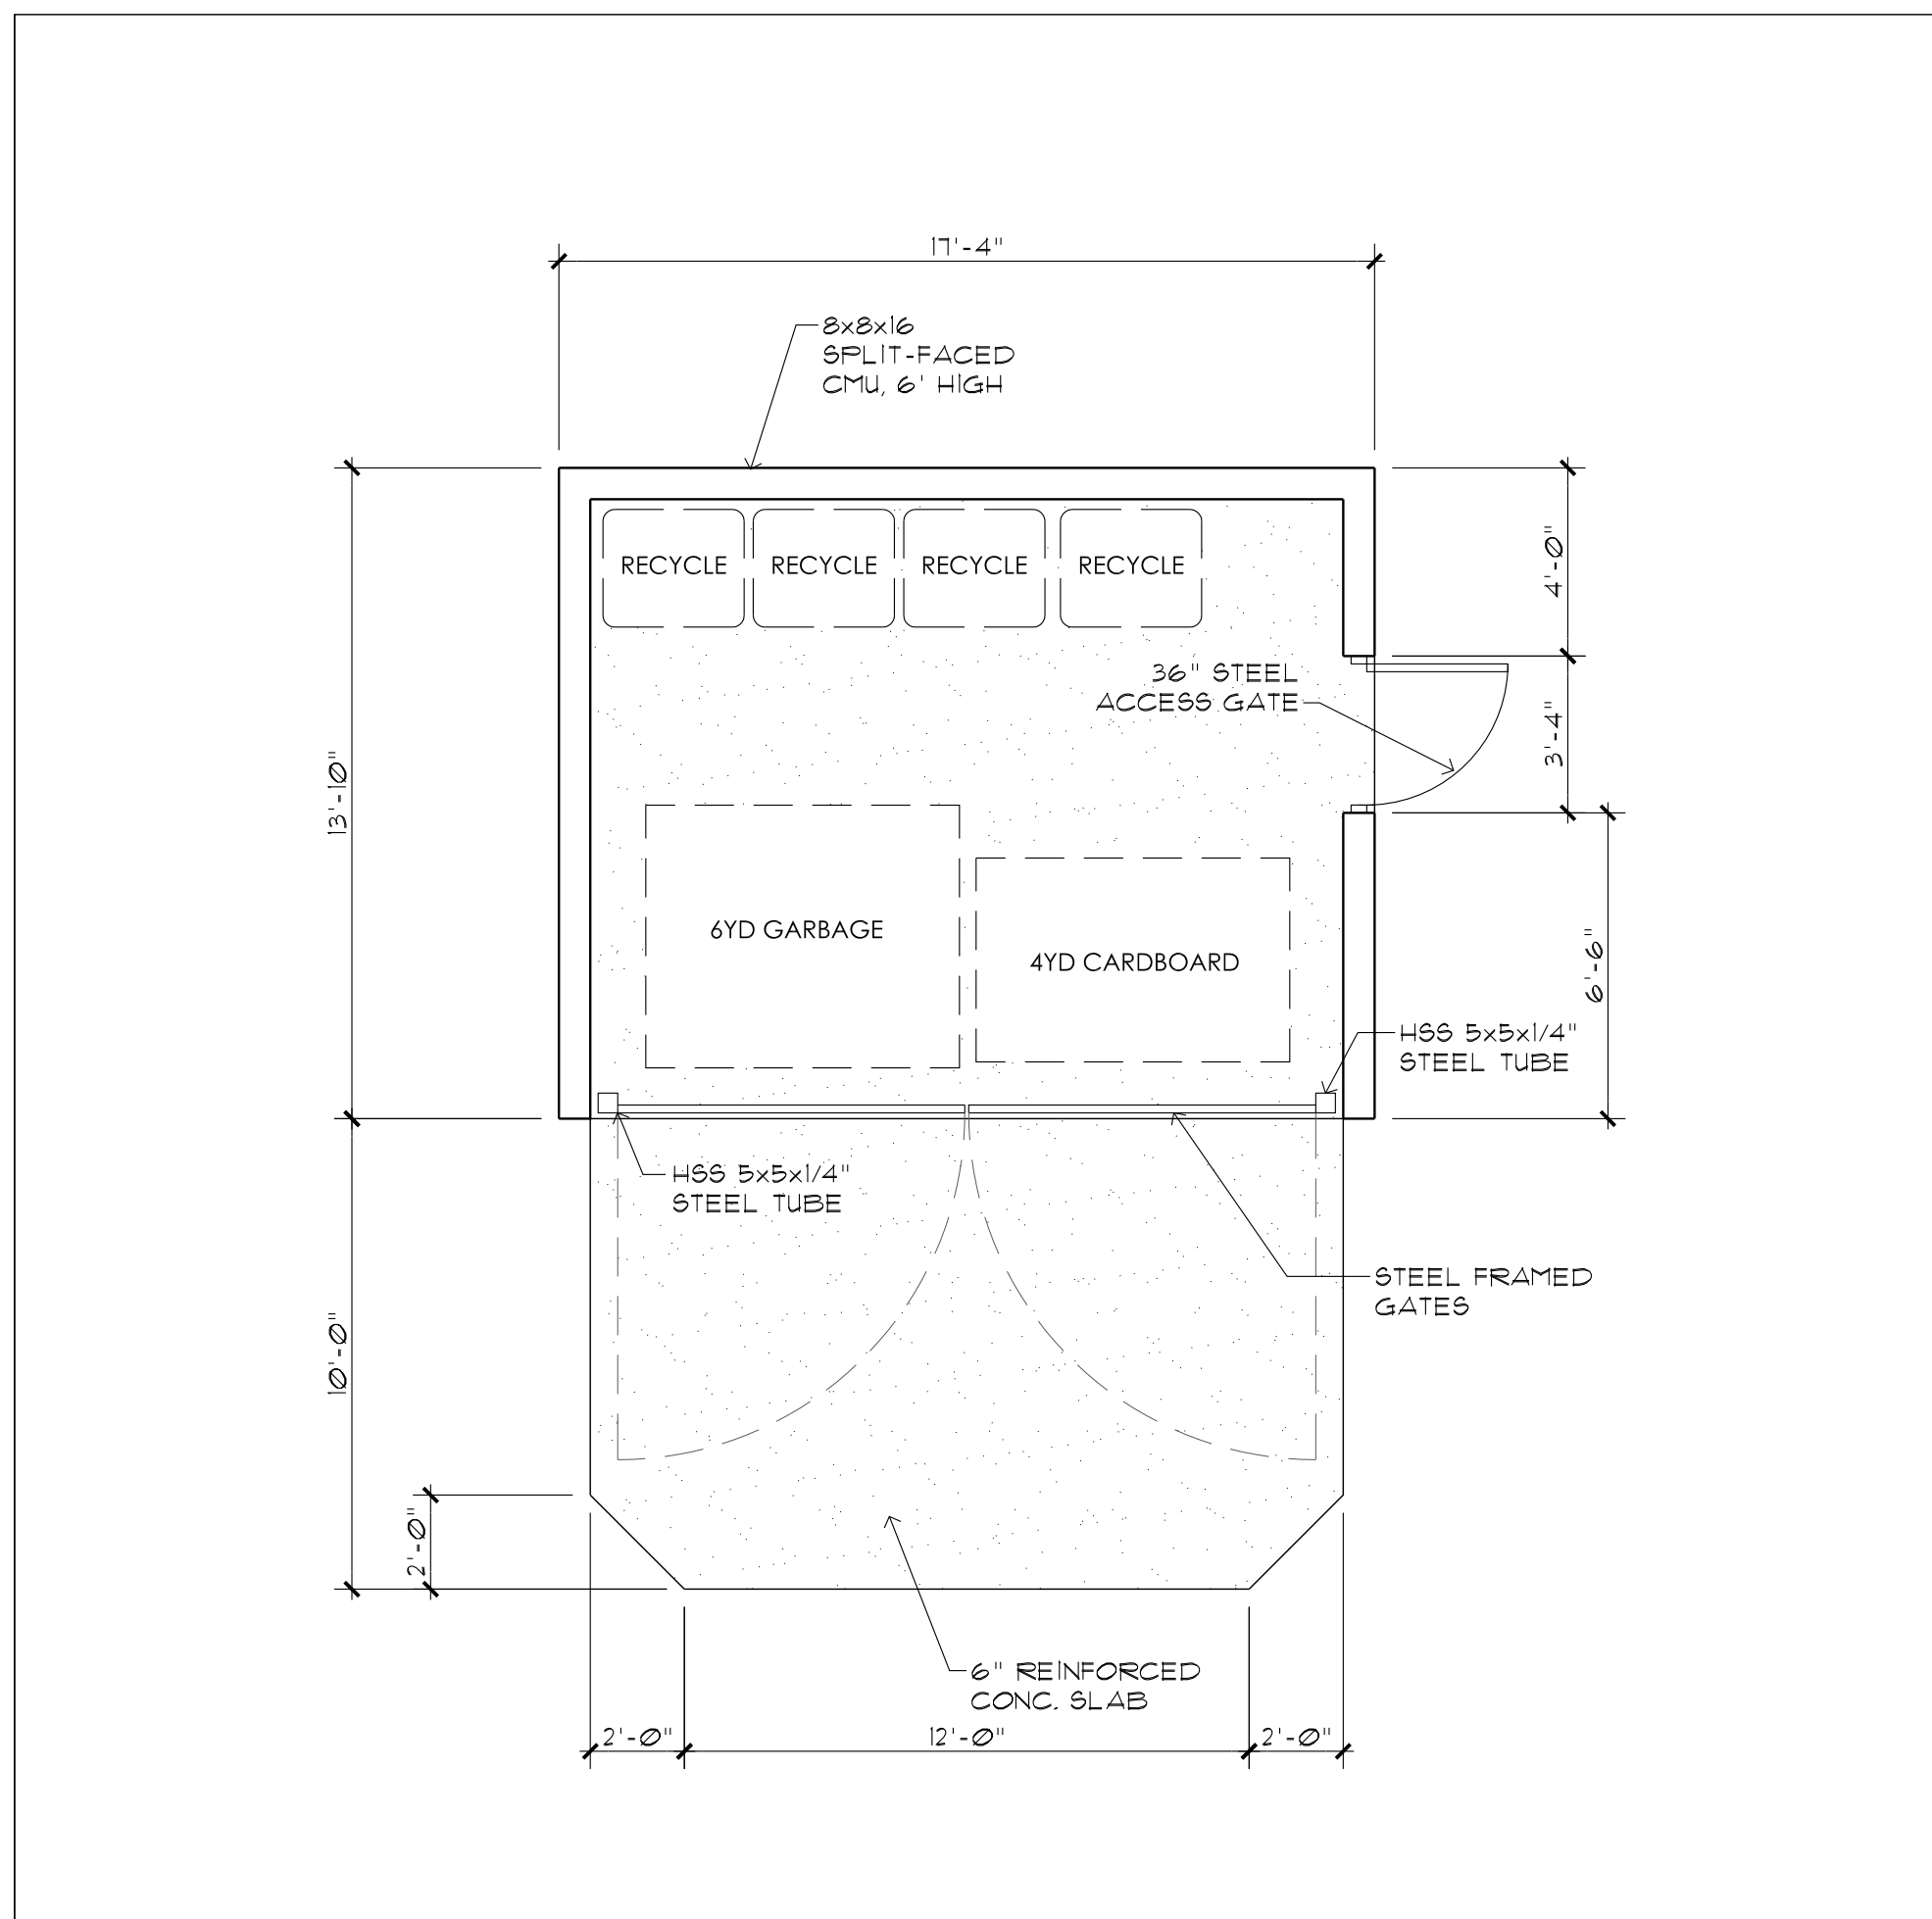 17'-4"
8x8x16
SPLIT-FACED
CMU, 6' HIGH
RECYCLE RECYCLE RECYCLE RECYCLE
4'-0"
36" STEEL
ACCESS GATE
3'-4"
13'-10"
6YD GARBAGE
4YD CARDBOARD
6'-6"
HSS 5x5x1/4"
STEEL TUBE
HSS 5x5x1/4"
STEEL TUBE
STEEL FRAMED
GATES
10'-0"
2'-0"
6" REINFORCED
CONC. SLAB
2'-0" 12'-0" 2'-0"